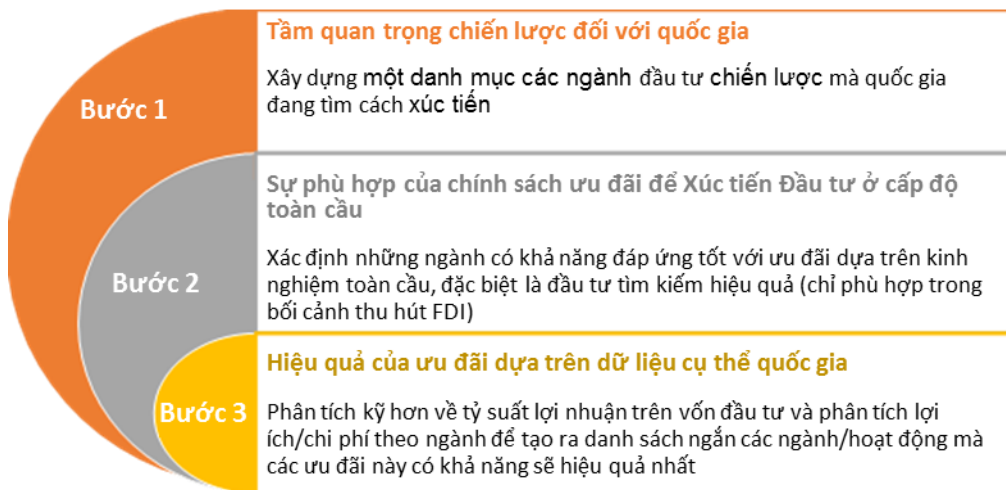 Tầm quan trọng chiến lược đối với quốc gia
Xây dựng một danh mục các ngành đầu tư chiến lược mà quốc gia
đang tìm cách xúc tiến
Bước 1
Sự phù hợp của chính sách ưu đãi để Xúc tiến Đầu tư ở cấp độ
toàn cầu
Xác định những ngành có khả năng đáp ứng tốt với ưu đãi dựa trên kinh
nghiệm toàn cầu, đặc biệt là đầu tư tìm kiếm hiệu quả (chỉ phù hợp trong
bối cảnh thu hút FDI)
Bước 2
Hiệu quả của ưu đãi dựa trên dữ liệu cụ thể quốc gia
Phân tích kỹ hơn về tỷ suất lợi nhuận trên vốn đầu tư và phân tích lợi
ích/chi phí theo ngành để tạo ra danh sách ngắn các ngành/hoạt động mà
các ưu đãi này có khả năng sẽ hiệu quả nhất
Bước 3